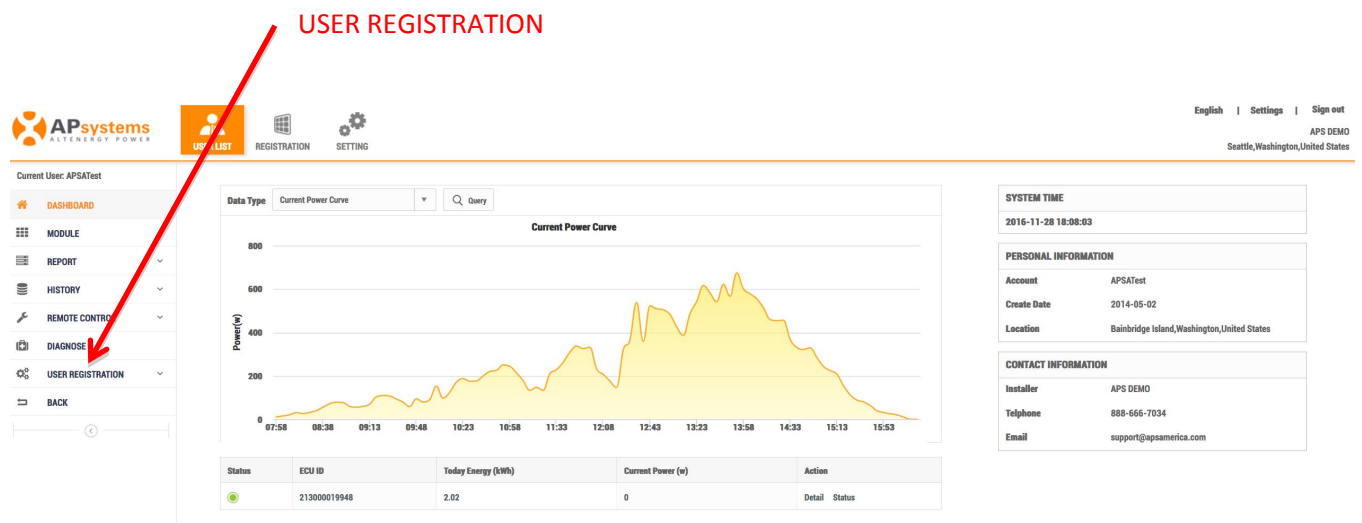 USER REGISTRATION
APsystems
ALTENERGY POWER
USER LIST
REGISTRATION
SETTING
English | Settings | Sign out
APS DEMO
Seattle,Washington,United States
Current User: APSATest
DASHBOARD
MODULE
REPORT
HISTORY
REMOTE CONTROL
DIAGNOSE
USER REGISTRATION
BACK
Data Type Current Power Curve Query
Current Power Curve
Power(w)
800
600
400
200
0
07:58 08:38 09:13 09:48 10:23 10:58 11:33 12:08 12:43 13:23 13:58 14:33 15:13 15:53
Status ECU ID Today Energy (kWh) Current Power (w) Action
213000019948 2.02 0 Detail Status
SYSTEM TIME
2016-11-28 18:08:03
PERSONAL INFORMATION
Account APSATest
Create Date 2014-05-02
Location Bainbridge Island,Washington,United States
CONTACT INFORMATION
Installer APS DEMO
Telphone 888-666-7034
Email support@apsamerica.com